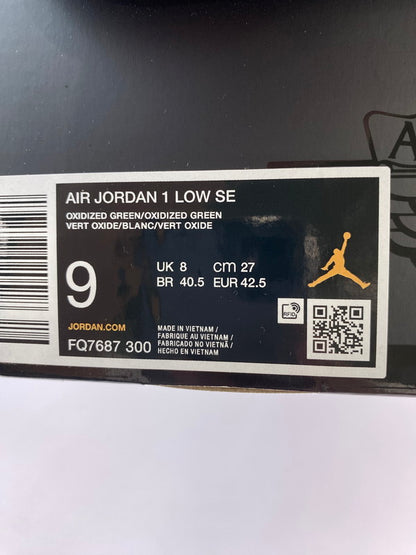 AIR JORDAN 1 LOW SE
OXIDIZED GREEN/OXIDIZED GREEN
VERT OXIDE/BLANC/VERT OXIDE
9
UK 8 cm 27
BR 40.5 EUR 42.5
JORDAN.COM
FQ7687 300
MADE IN VIETNAM /
FABRIQUE AU VIETNAM /
FABRICADO NO VIETNÃ /
HECHO EN VIETNAM
RFID